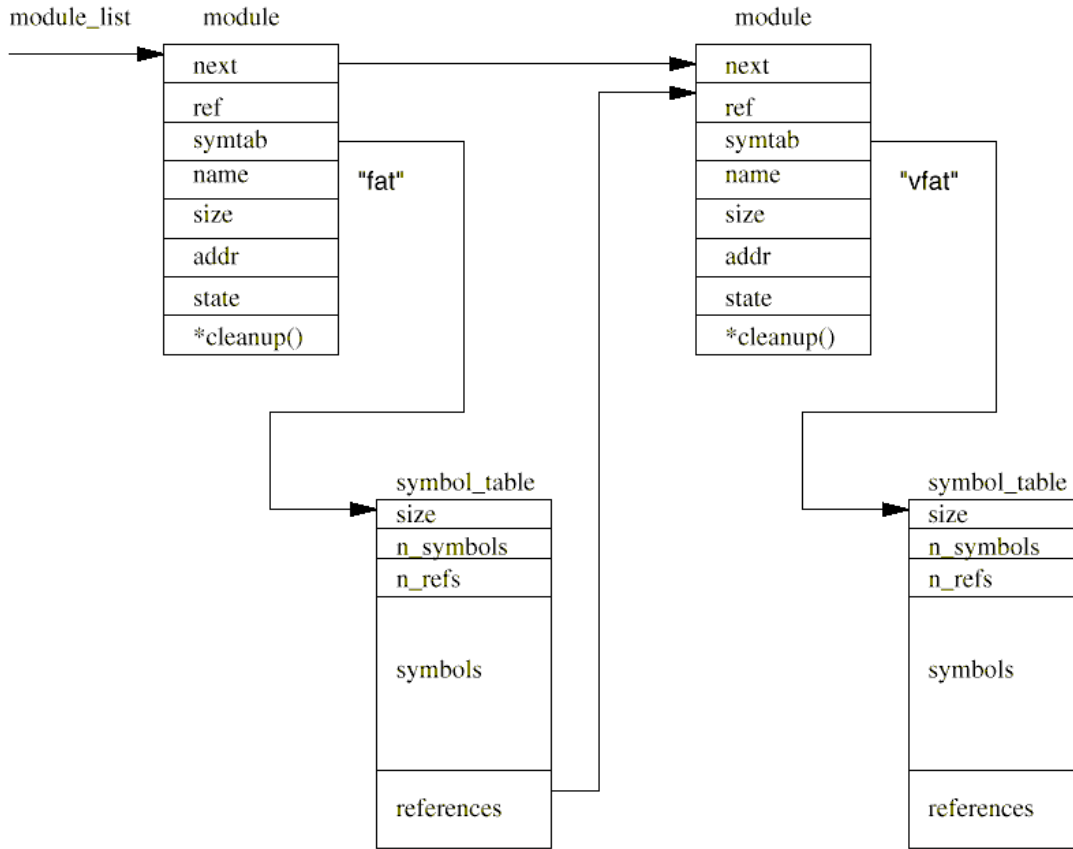 module_list
module
next
ref
symtab
name
"fat"
size
addr
state
*cleanup()
module
next
ref
symtab
name
"vfat"
size
addr
state
*cleanup()
symbol_table
size
n_symbols
n_refs
symbols
references
symbol_table
size
n_symbols
n_refs
symbols
references